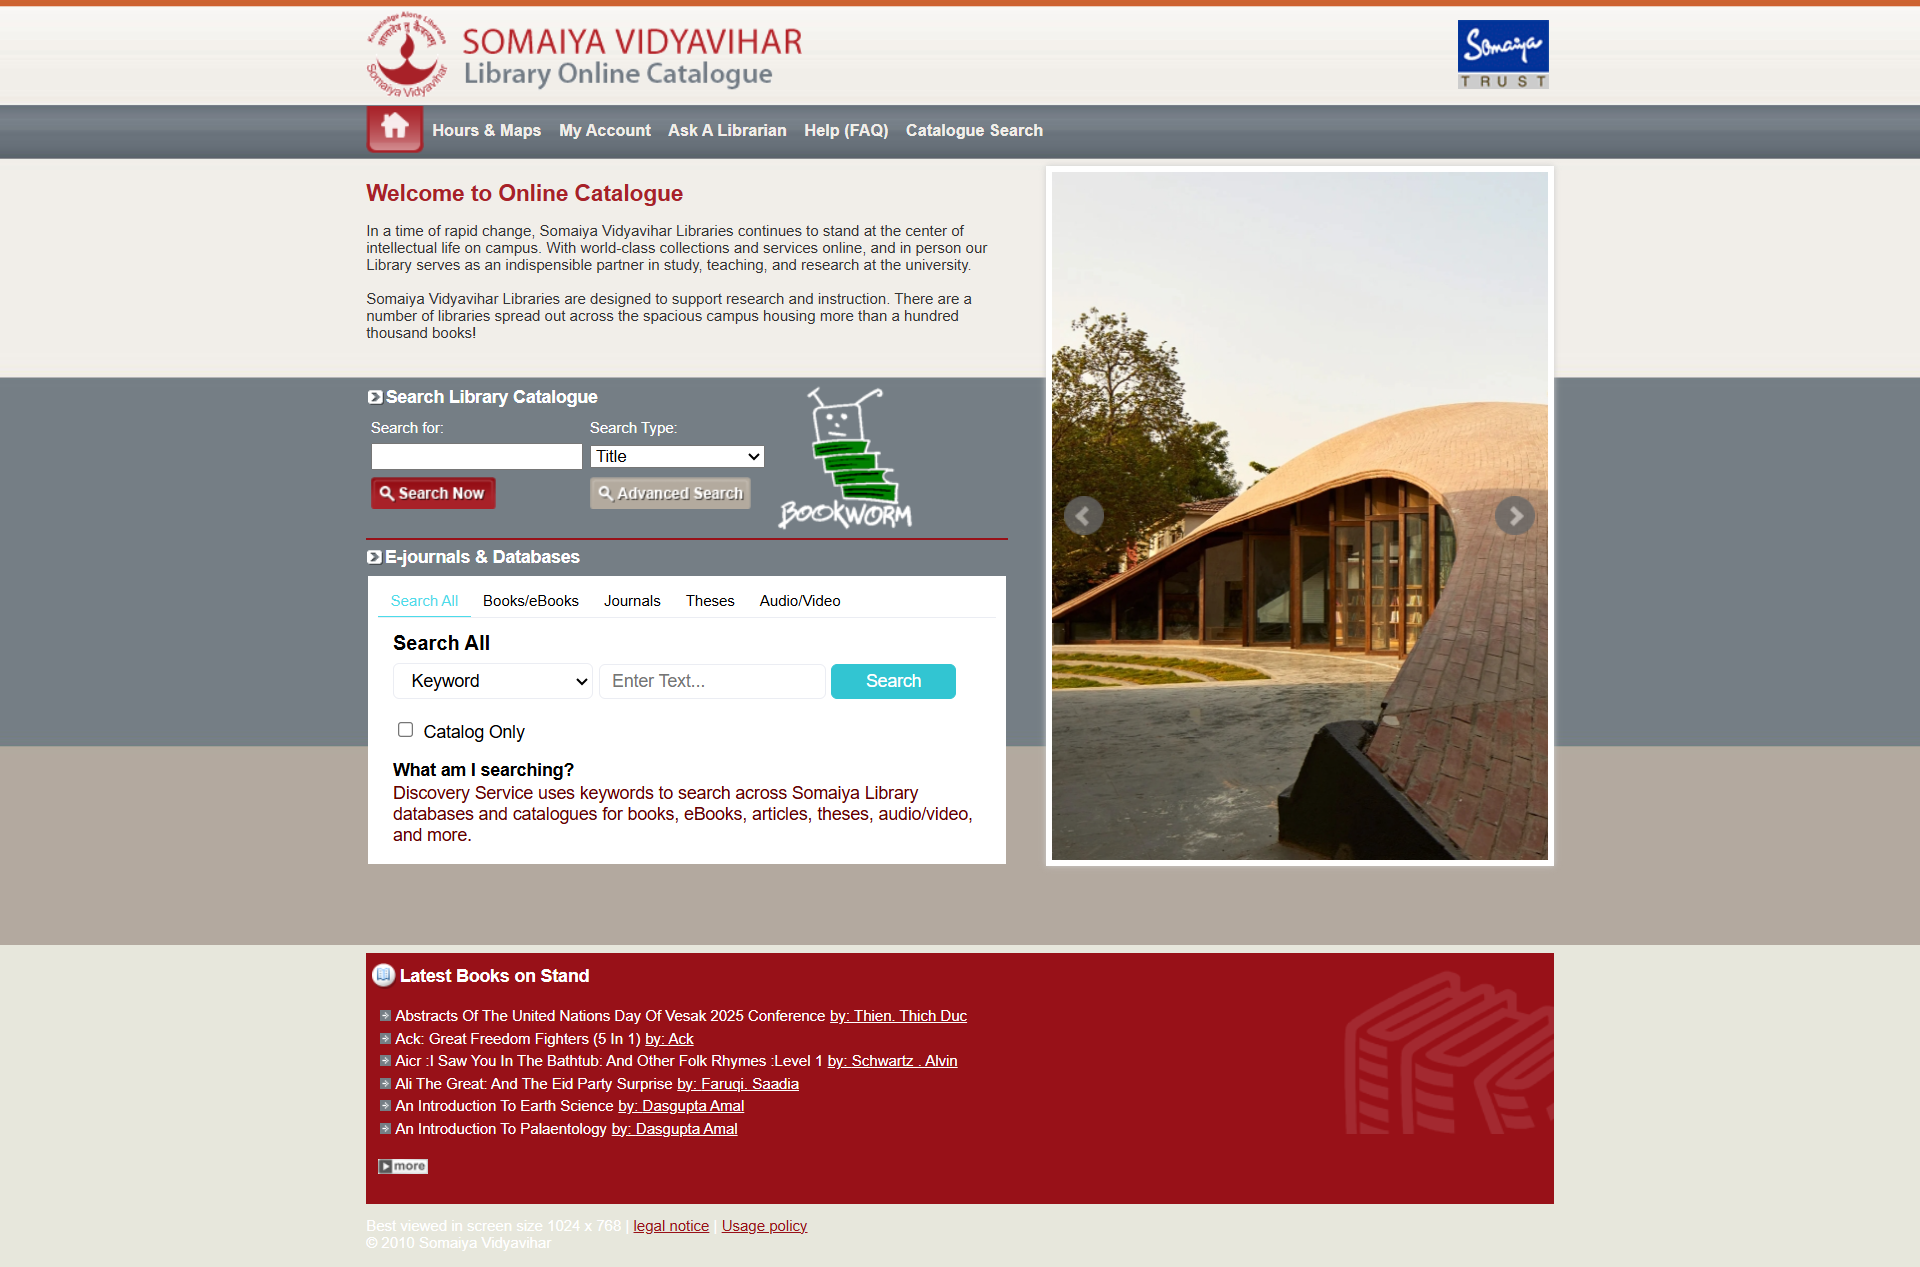 Knowledge Alone Liberates
Somaiya Vidyavihar
SOMAIYA VIDYAVIHAR
Library Online Catalogue
Somaiya
TRUST
Hours & Maps My Account Ask A Librarian Help (FAQ) Catalogue Search
Welcome to Online Catalogue
In a time of rapid change, Somaiya Vidyavihar Libraries continues to stand at the center of
intellectual life on campus. With world-class collections and services online, and in person our
Library serves as an indispensible partner in study, teaching, and research at the university.
Somaiya Vidyavihar Libraries are designed to support research and instruction. There are a
number of libraries spread out across the spacious campus housing more than a hundred
thousand books!
Search Library Catalogue
Search for: Search Type:
Title
Search Now Advanced Search
BOOKWORM
E-journals & Databases
Search All Books/eBooks Journals Theses Audio/Video
Search All
Keyword Enter Text... Search
Catalog Only
What am I searching?
Discovery Service uses keywords to search across Somaiya Library
databases and catalogues for books, eBooks, articles, theses, audio/video,
and more.
Latest Books on Stand
Abstracts Of The United Nations Day Of Vesak 2025 Conference by: Thien. Thich Duc
Ack: Great Freedom Fighters (5 In 1) by: Ack
Aicr :I Saw You In The Bathtub: And Other Folk Rhymes :Level 1 by: Schwartz . Alvin
Ali The Great: And The Eid Party Surprise by: Faruqi. Saadia
An Introduction To Earth Science by: Dasgupta Amal
An Introduction To Palaentology by: Dasgupta Amal
more
Best viewed in screen size 1024 x 768 | legal notice | Usage policy
© 2010 Somaiya Vidyavihar